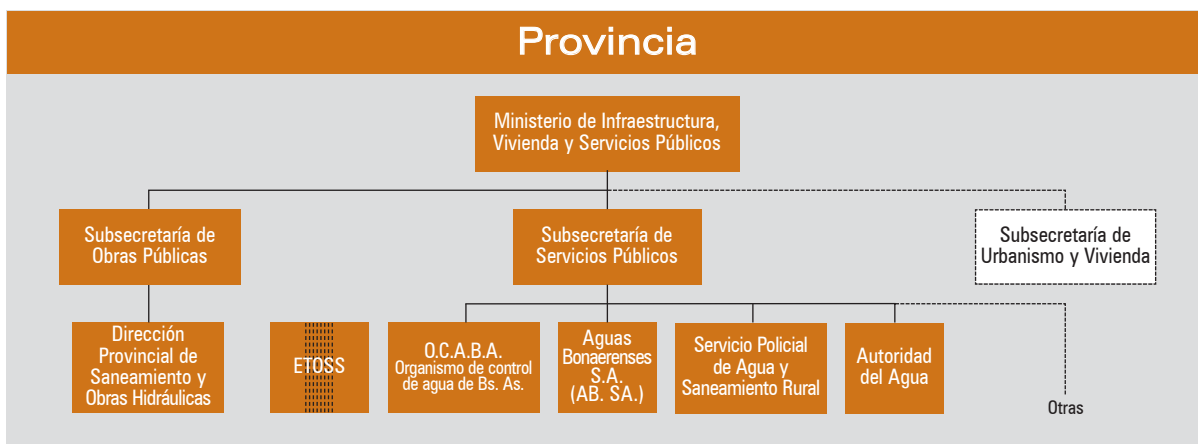 Provincia
Ministerio de Infraestructura,
Vivienda y Servicios Públicos
Subsecretaría de
Obras Públicas
Subsecretaría de
Servicios Públicos
Subsecretaría de
Urbanismo y Vivienda
Dirección
Provincial de
Saneamiento y
Obras Hidráulicas
ETOSS
O.C.A.B.A.
Organismo de control
de agua de Bs. As.
Aguas
Bonaerenses
S.A.
(AB. SA.)
Servicio Policial
de Agua y
Saneamiento Rural
Autoridad
del Agua
Otras